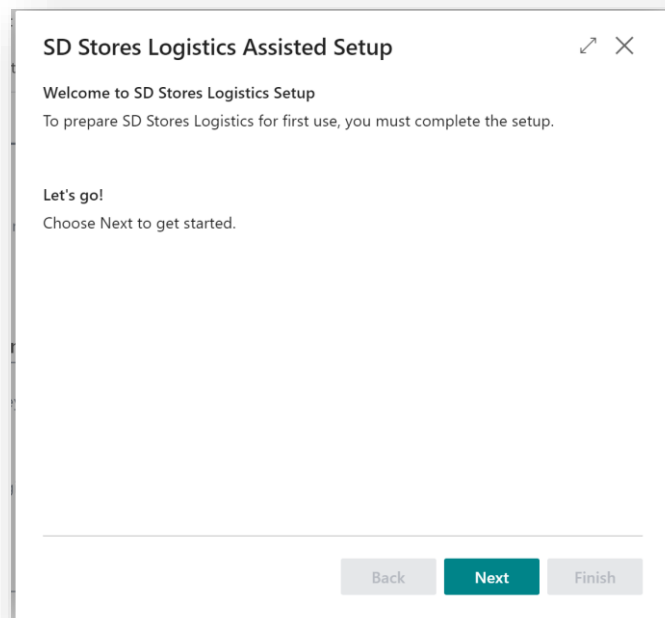 SD Stores Logistics Assisted Setup
Welcome to SD Stores Logistics Setup
To prepare SD Stores Logistics for first use, you must complete the setup.
Let's go!
Choose Next to get started.
Back
Next
Finish